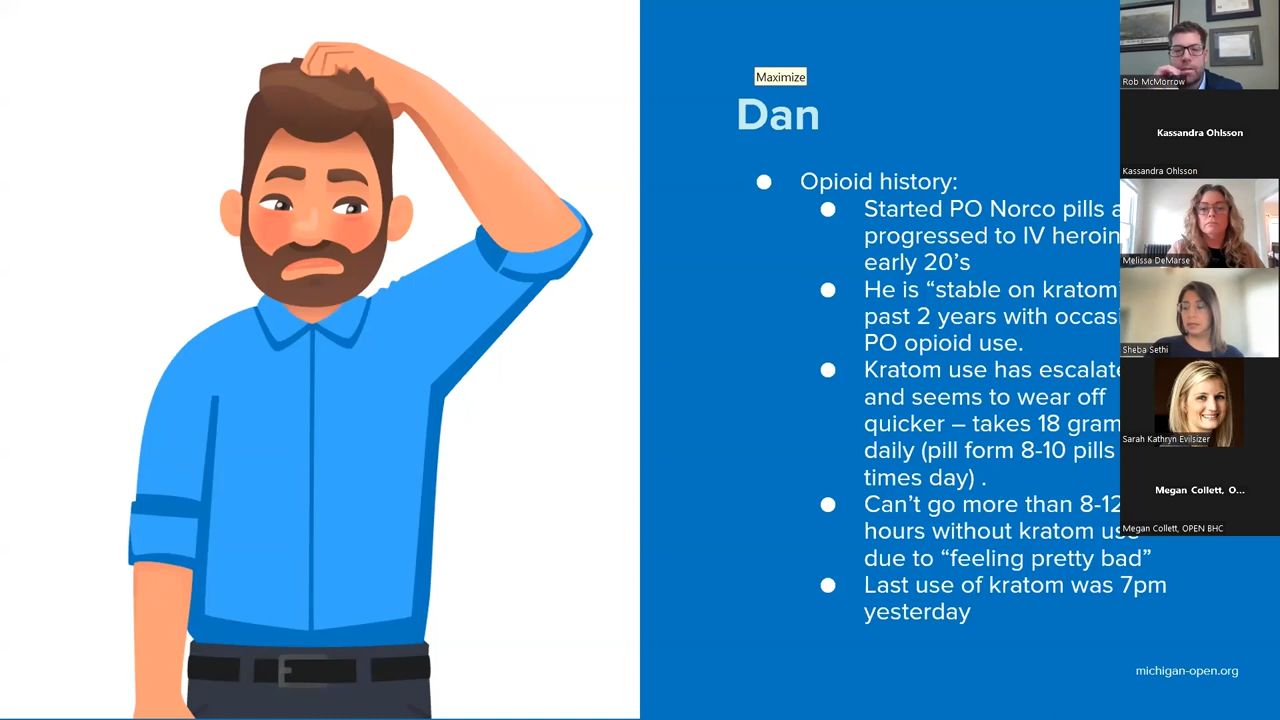 Maximize
Dan
Opioid history:
Started PO Norco pills
progressed to IV heroin
early 20's
He is “stable on kratom”
past 2 years with
PO opioid use.
Kratom use has
and seems to wear off
quicker – takes 18
daily (pill form 8-10 pills
times day) .
Can't go more than 8-12
hours without kratom use
due to “feeling pretty bad”
Last use of kratom was 7pm
yesterday
michigan-open.org
Rob McMorrow
Kassandra Ohlsson
Kassandra Ohlsson
Melissa DeMarse
Sheba Sethi
Sarah Kathryn Evilsizer
Megan Collett, O...
Megan Collett, OPEN BHC